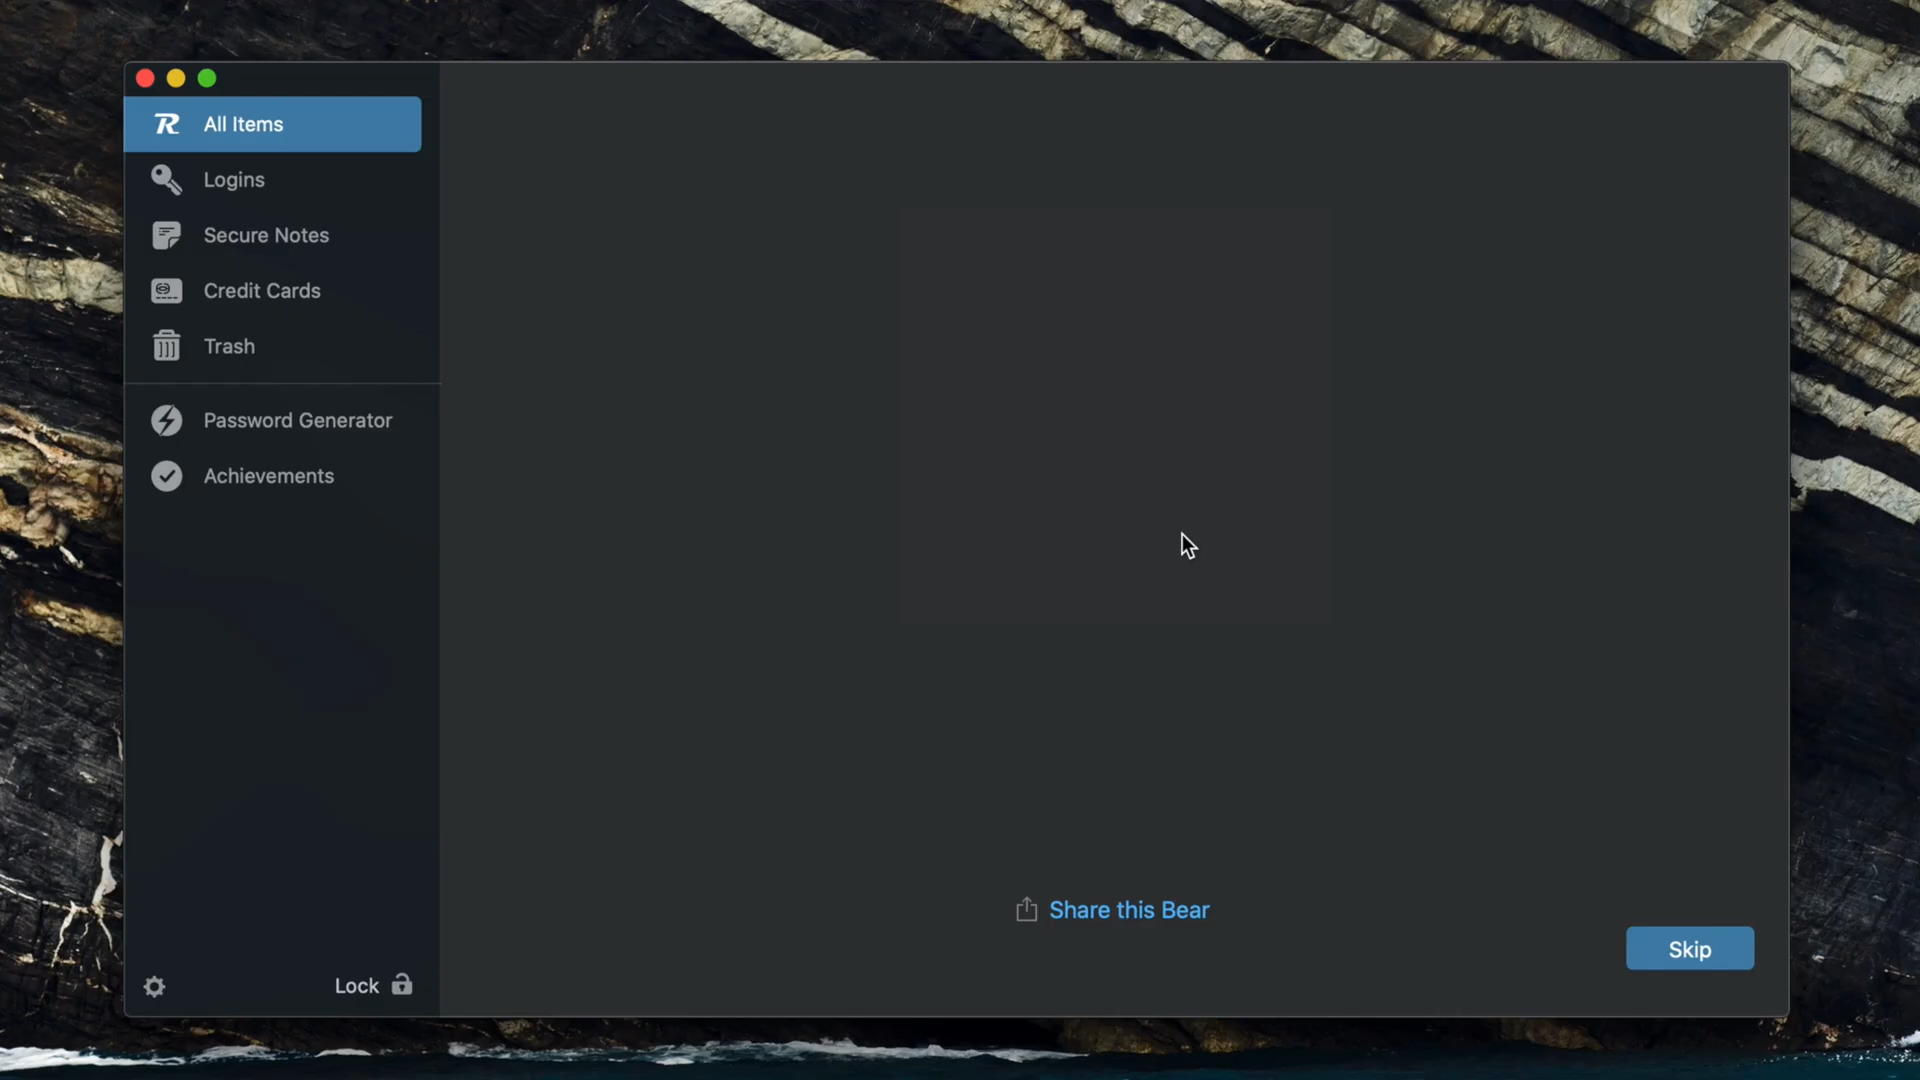 All Items
Logins
Secure Notes
Credit Cards
Trash
Password Generator
Achievements
Lock
Share this Bear
Skip